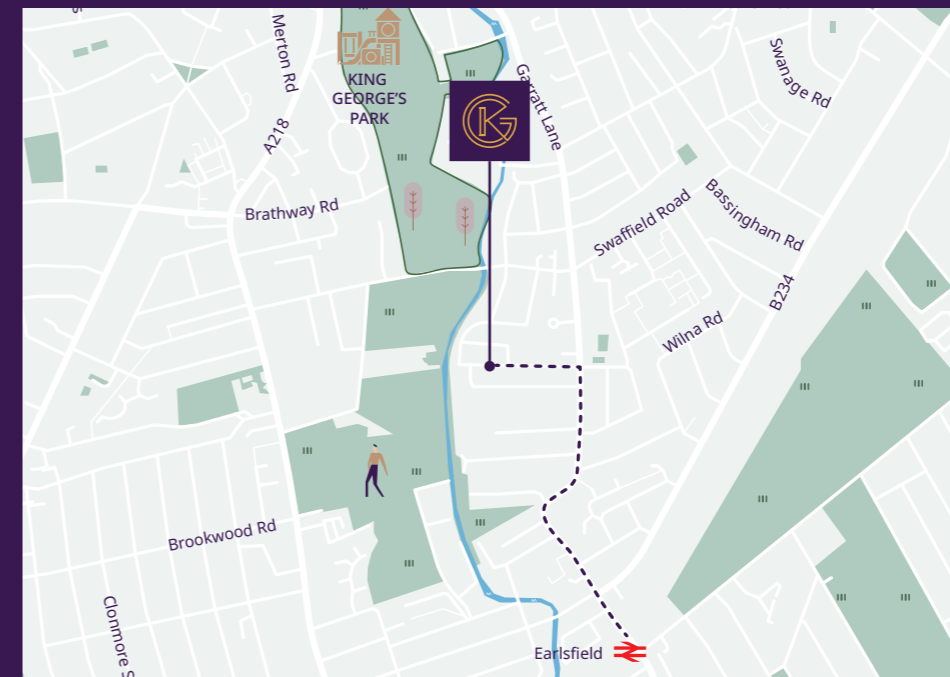 Merton Rd
KING
GEORGE'S
PARK
A218
Garratt Lane
Swanage Rd
Brathway Rd
Swaffield Road
Bassingham Rd
B234
Wilna Rd
Brookwood Rd
Clonmore S
Earlsfield